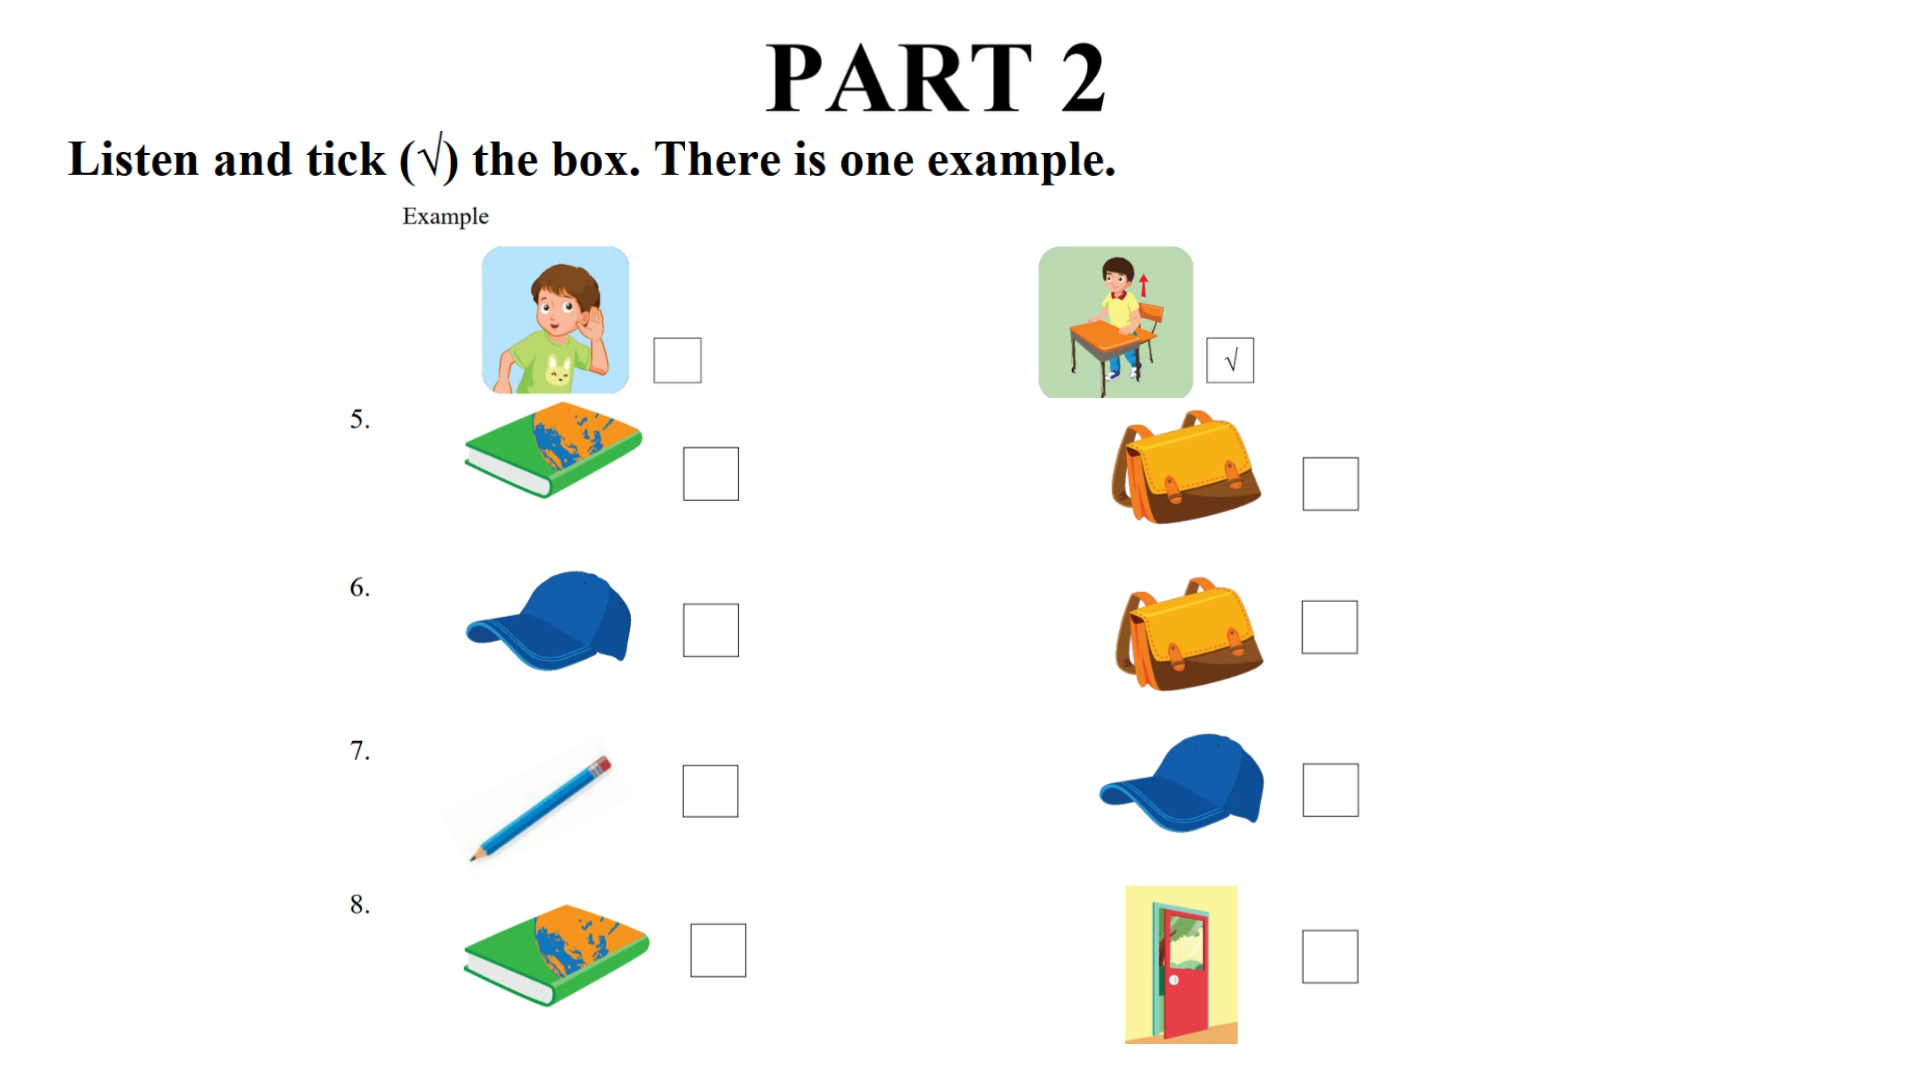 PART 2
Listen and tick (√) the box. There is one example.
Example
√
5.
6.
7.
8.